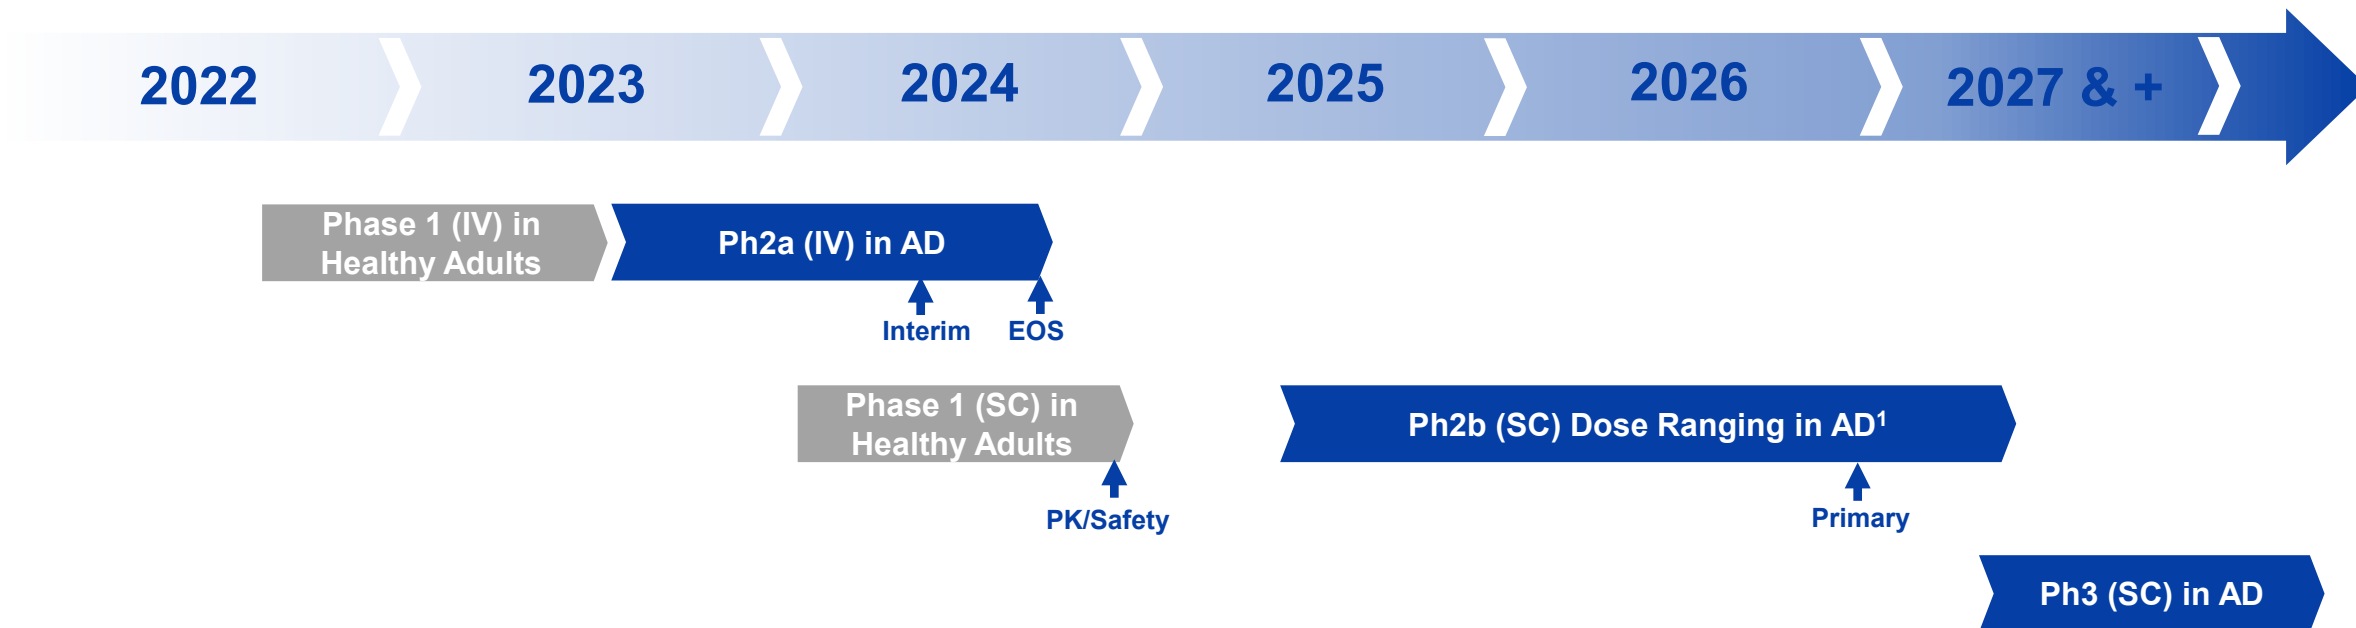 2022
2023
2024
2025
2026
2027 & +
Phase 1 (IV) in
Healthy Adults
Ph2a (IV) in AD
Interim
EOS
Phase 1 (SC) in
Healthy Adults
Ph2b (SC) Dose Ranging in AD¹
PK/Safety
Primary
Ph3 (SC) in AD